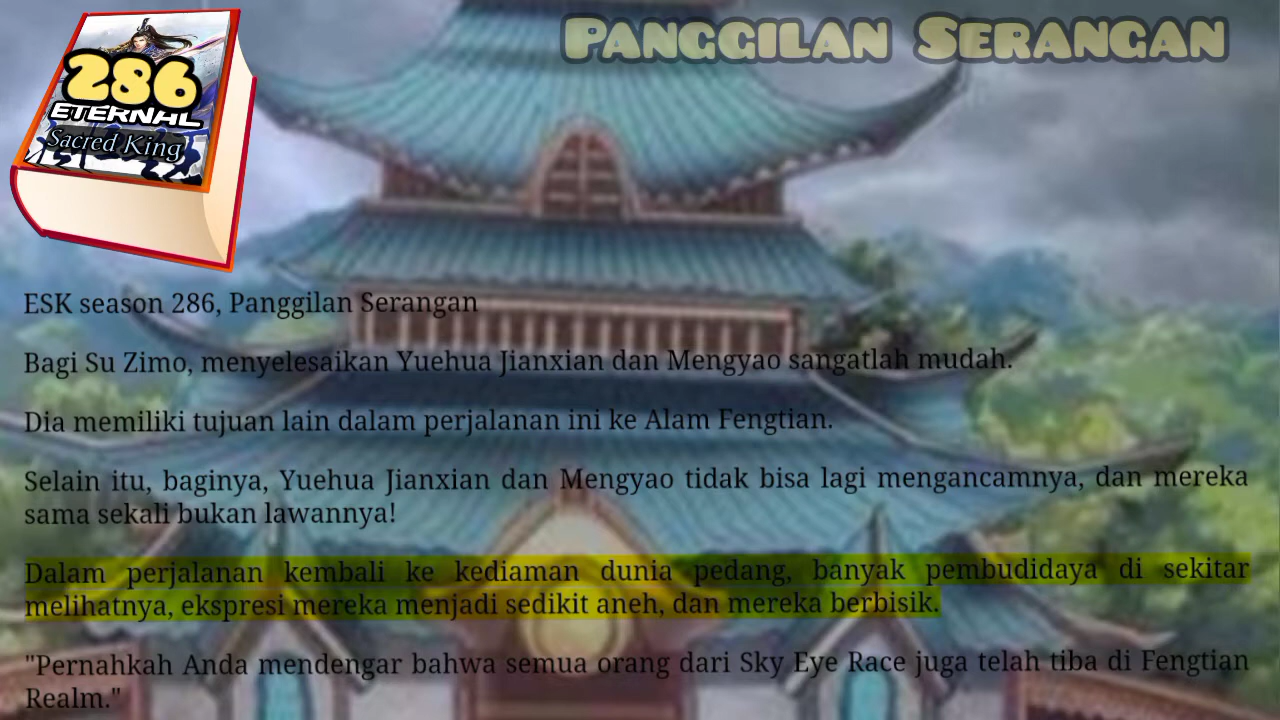 PANGGILAN SERANGAN
286
ETERNAL
Sacred King
ESK season 286, Panggilan Serangan
Bagi Su Zimo, menyelesaikan Yuehua Jianxian dan Mengyao sangatlah mudah.
Dia memiliki tujuan lain dalam perjalanan ini ke Alam Fengtian.
Selain itu, baginya, Yuehua Jianxian dan Mengyao tidak bisa lagi mengancamnya, dan mereka
sama sekali bukan lawannya!
Dalam perjalanan kembali ke kediaman dunia pedang, banyak pembudidaya di sekitar
melihatnya, ekspresi mereka menjadi sedikit aneh, dan mereka berbisik.
"Pernahkah Anda mendengar bahwa semua orang dari Sky Eye Race juga telah tiba di Fengtian
Realm."